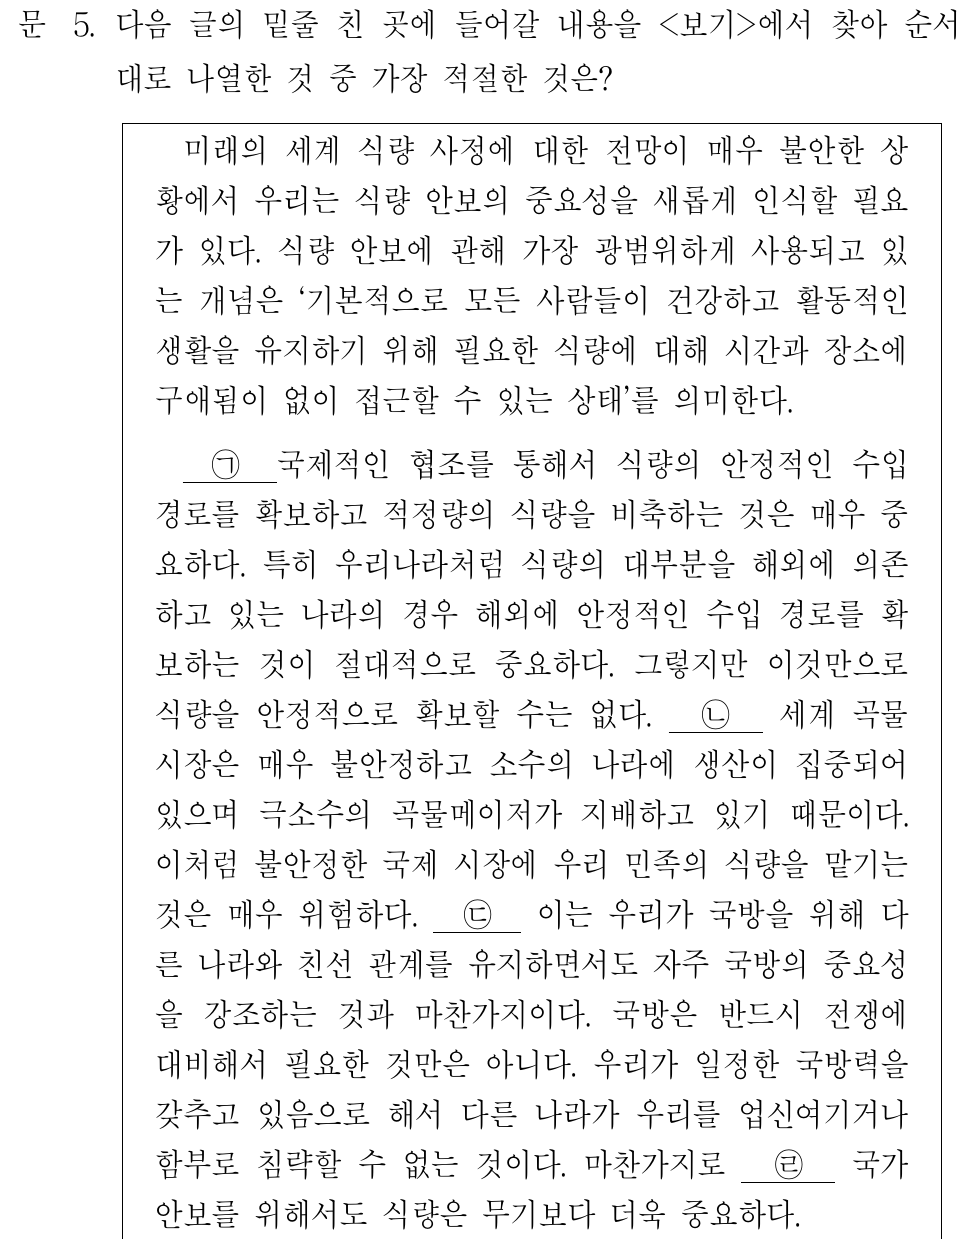 문 5. 다음 글의 밑줄 친 곳에 들어갈 내용을 <보기>에서 찾아 순서
대로 나열한 것 중 가장 적절한 것은?
미래의 세계 식량 사정에 대한 전망이 매우 불안한 상
황에서 우리는 식량 안보의 중요성을 새롭게 인식할 필요
가 있다. 식량 안보에 관해 가장 광범위하게 사용되고 있
는 개념은 ‘기본적으로 모든 사람들이 건강하고 활동적인
생활을 유지하기 위해 필요한 식량에 대해 시간과 장소에
구애됨이 없이 접근할 수 있는 상태’를 의미한다.
㉠ 국제적인 협조를 통해서 식량의 안정적인 수입
경로를 확보하고 적정량의 식량을 비축하는 것은 매우 중
요하다. 특히 우리나라처럼 식량의 대부분을 해외에 의존
하고 있는 나라의 경우 해외에 안정적인 수입 경로를 확
보하는 것이 절대적으로 중요하다. 그렇지만 이것만으로
식량을 안정적으로 확보할 수는 없다. ㉡ 세계 곡물
시장은 매우 불안정하고 소수의 나라에 생산이 집중되어
있으며 극소수의 곡물메이저가 지배하고 있기 때문이다.
이처럼 불안정한 국제 시장에 우리 민족의 식량을 맡기는
것은 매우 위험하다. ㉢ 이는 우리가 국방을 위해 다
른 나라와 친선 관계를 유지하면서도 자주 국방의 중요성
을 강조하는 것과 마찬가지이다. 국방은 반드시 전쟁에
대비해서 필요한 것만은 아니다. 우리가 일정한 국방력을
갖추고 있음으로 해서 다른 나라가 우리를 업신여기거나
함부로 침략할 수 없는 것이다. 마찬가지로 ㉣ 국가
안보를 위해서도 식량은 무기보다 더욱 중요하다.